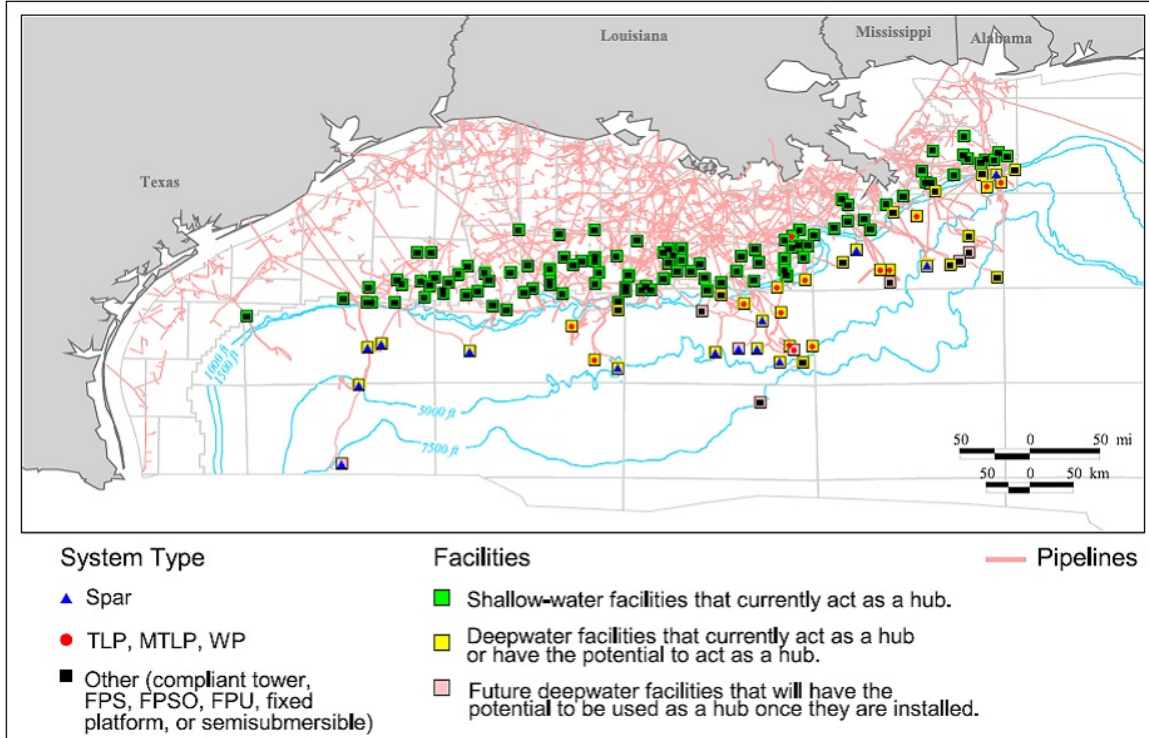 Louisiana
Mississippi
Alabama
Texas
1000 ft
1500 ft
5000 ft
7500 ft
50 0 50 mi
50 0 50 km
System Type
Spar
TLP, MTLP, WP
Other (compliant tower,
FPS, FPSO, FPU, fixed
platform, or semisubmersible)
Facilities
Shallow-water facilities that currently act as a hub.
Deepwater facilities that currently act as a hub
or have the potential to act as a hub.
Future deepwater facilities that will have the
potential to be used as a hub once they are installed.
Pipelines